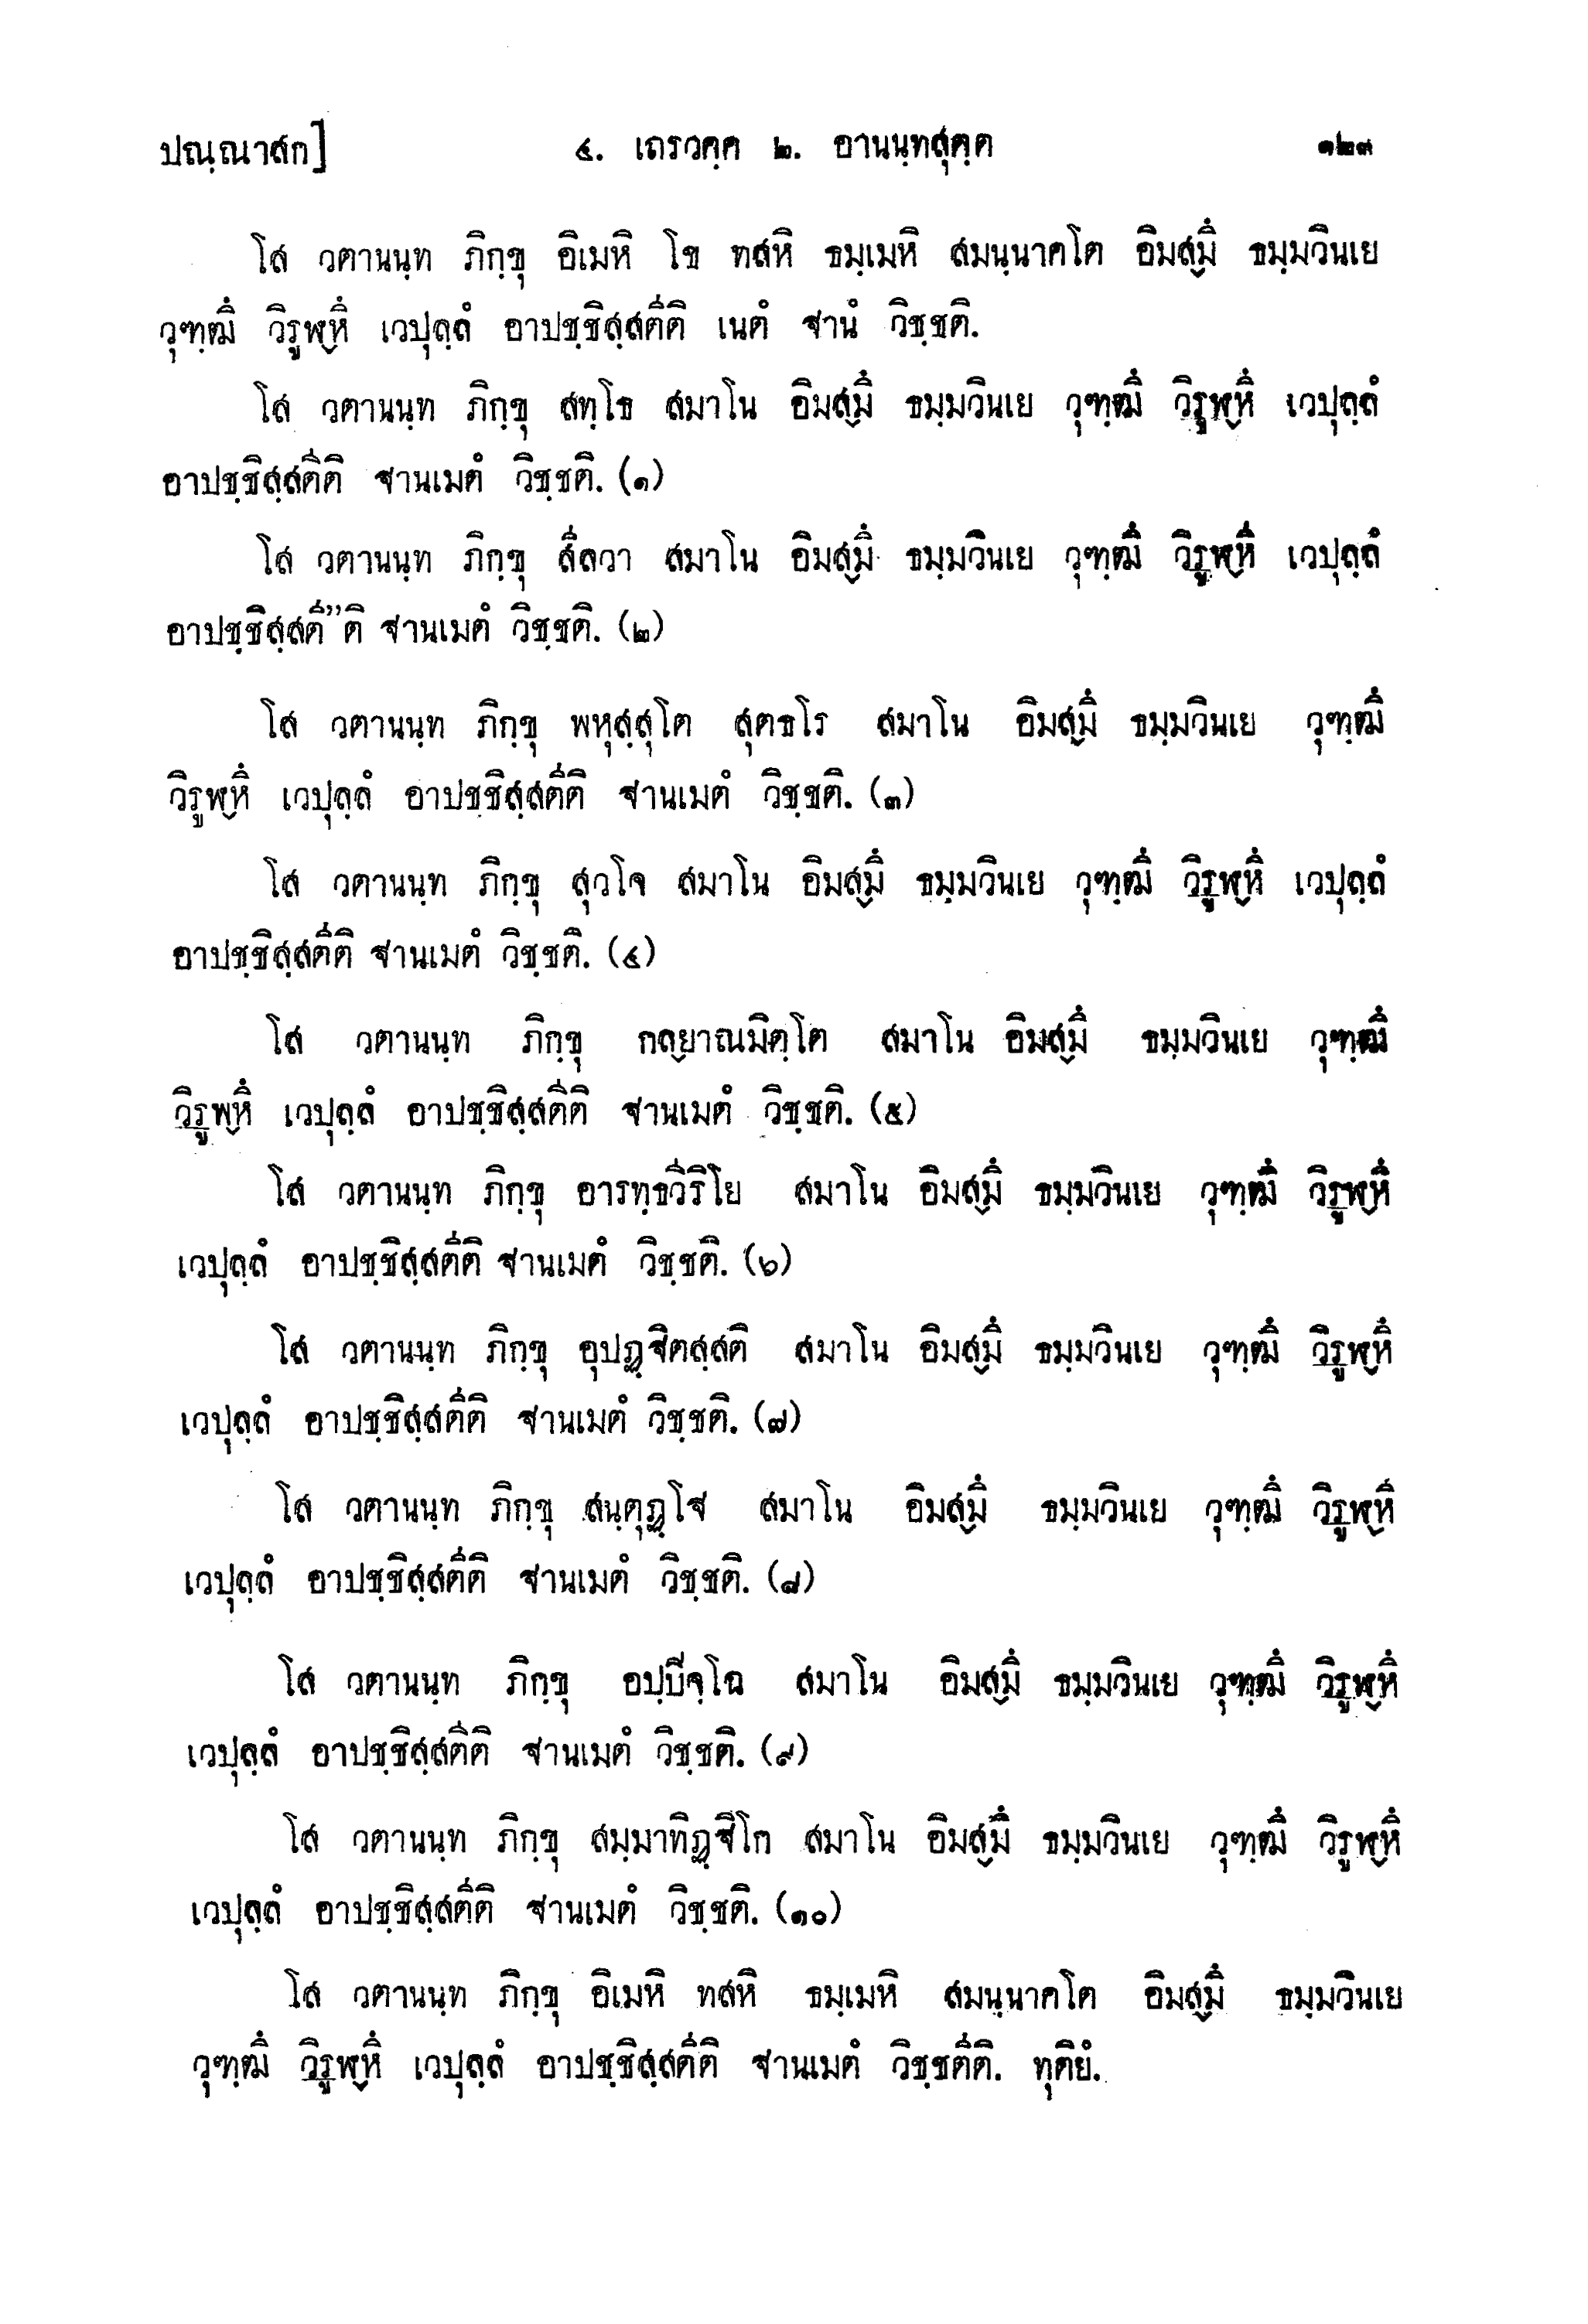 ปณฺณาสก]    ๔. เถรวคฺค ๒. อานนฺทสุตฺต    ๑๒๙
โส วตานนฺท ภิกฺขุ อิเมหิ โข ทสหิ ธมฺเมหิ สมนฺนาคโต อิมสฺมิํ ธมฺมวินเย
วุฑฺฒิํ วิรูฬฺหิํ เวปุลฺลํ อาปชฺชิสฺสตีติ เนตํ ฐานํ วิชฺชติ.
โส วตานนฺท ภิกฺขุ สทฺโธ สมาโน อิมสฺมิํ ธมฺมวินเย วุฑฺฒิํ วิรูฬฺหิํ เวปุลฺลํ
อาปชฺชิสฺสตีติ ฐานเมตํ วิชฺชติ. (๑)
โส วตานนฺท ภิกฺขุ สีลวา สมาโน อิมสฺมิํ ธมฺมวินเย วุฑฺฒิํ วิรูฬฺหิํ เวปุลฺลํ
อาปชฺชิสฺสตี”ติ ฐานเมตํ วิชฺชติ. (๒)
โส วตานนฺท ภิกฺขุ พหุสฺสุโต สุตธโร สมาโน อิมสฺมิํ ธมฺมวินเย วุฑฺฒิํ
วิรูฬฺหิํ เวปุลฺลํ อาปชฺชิสฺสตีติ ฐานเมตํ วิชฺชติ. (๓)
โส วตานนฺท ภิกฺขุ สุวโจ สมาโน อิมสฺมิํ ธมฺมวินเย วุฑฺฒิํ วิรูฬฺหิํ เวปุลฺลํ
อาปชฺชิสฺสตีติ ฐานเมตํ วิชฺชติ. (๔)
โส วตานนฺท ภิกฺขุ กลฺยาณมิตฺโต สมาโน อิมสฺมิํ ธมฺมวินเย วุฑฺฒิํ
วิรูฬฺหิํ เวปุลฺลํ อาปชฺชิสฺสตีติ ฐานเมตํ วิชฺชติ. (๕)
โส วตานนฺท ภิกฺขุ อารทฺธวีริโย สมาโน อิมสฺมิํ ธมฺมวินเย วุฑฺฒิํ วิรูฬฺหิํ
เวปุลฺลํ อาปชฺชิสฺสตีติ ฐานเมตํ วิชฺชติ. (๖)
โส วตานนฺท ภิกฺขุ อุปฏฺฐิตสฺสติ สมาโน อิมสฺมิํ ธมฺมวินเย วุฑฺฒิํ วิรูฬฺหิํ
เวปุลฺลํ อาปชฺชิสฺสตีติ ฐานเมตํ วิชฺชติ. (๗)
โส วตานนฺท ภิกฺขุ สนฺตุฏฺโฐ สมาโน อิมสฺมิํ ธมฺมวินเย วุฑฺฒิํ วิรูฬฺหิํ
เวปุลฺลํ อาปชฺชิสฺสตีติ ฐานเมตํ วิชฺชติ. (๘)
โส วตานนฺท ภิกฺขุ อปฺปิจฺโฉ สมาโน อิมสฺมิํ ธมฺมวินเย วุฑฺฒิํ วิรูฬฺหิํ
เวปุลฺลํ อาปชฺชิสฺสตีติ ฐานเมตํ วิชฺชติ. (๙)
โส วตานนฺท ภิกฺขุ สมฺมาทิฏฺฐิโก สมาโน อิมสฺมิํ ธมฺมวินเย วุฑฺฒิํ วิรูฬฺหิํ
เวปุลฺลํ อาปชฺชิสฺสตีติ ฐานเมตํ วิชฺชติ. (๑๐)
โส วตานนฺท ภิกฺขุ อิเมหิ ทสหิ ธมฺเมหิ สมนฺนาคโต อิมสฺมิํ ธมฺมวินเย
วุฑฺฒิํ วิรูฬฺหิํ เวปุลฺลํ อาปชฺชิสฺสตีติ ฐานเมตํ วิชฺชตีติ. ทุติยํ.